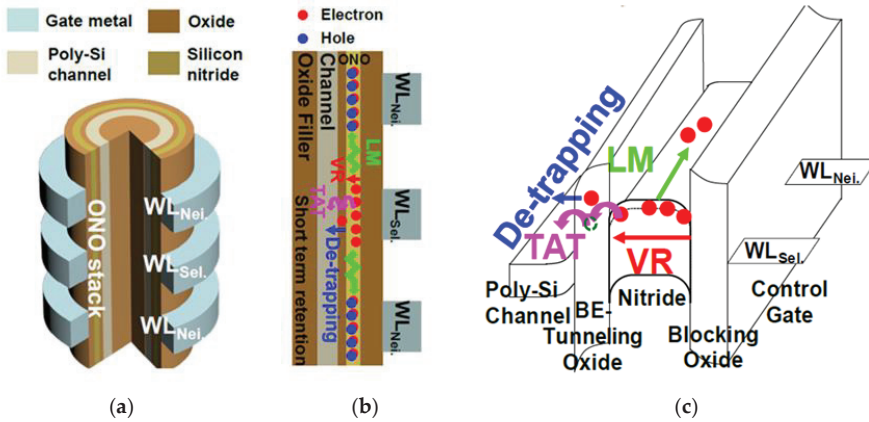 Gate metal
Oxide
Poly-Si
channel
Silicon
nitride
ONO stack
WLNei.
WLSel.
WLNei.
(a)
Electron
Hole
Oxide Filler
Channel
ONO
WLNei.
LM
VR
TAT
WLSel.
De-trapping
Short term retention
WLNei.
(b)
(c)
De-trapping
LM
WLNei.
TAT
VR
WLSel.
Poly-Si
Channel
BE-
Tunneling
Oxide
Nitride
Blocking
Oxide
Control
Gate